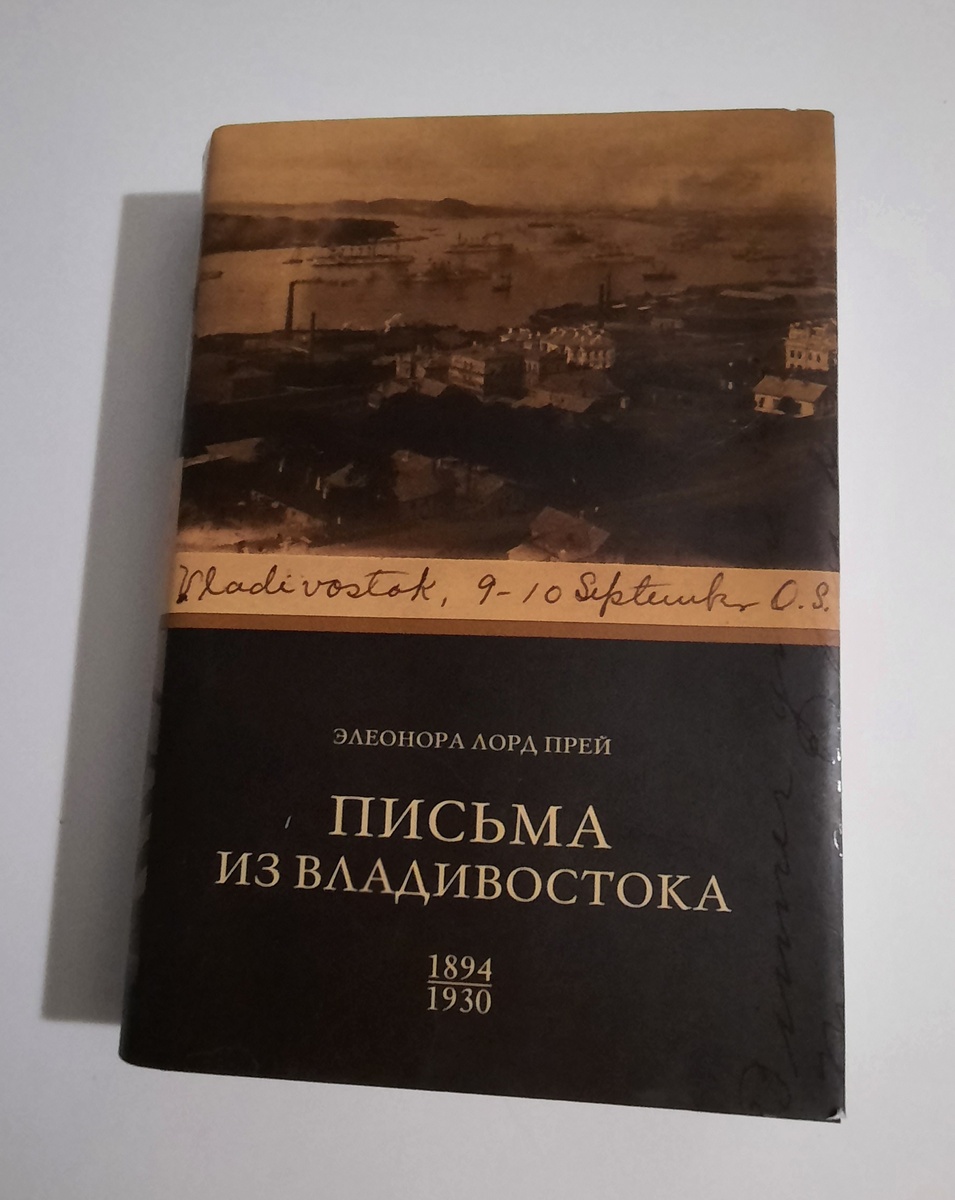 Vladivostok, 9-10 September O.S.
ЭЛЕОНОРА ЛОРД ПРЕЙ
ПИСЬМА
ИЗ ВЛАДИВОСТОКА
1894
1930